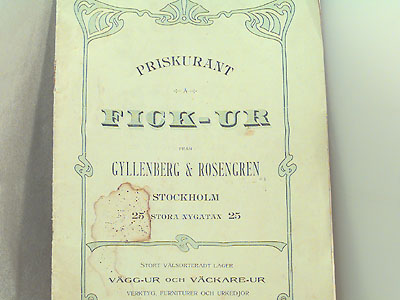 PRISKURANT
Å
FICK-UR
FRÅN
GYLLENBERG & ROSENGREN
STOCKHOLM
25 STORA NYGATAN 25
STORT VÄLSORTERADT LAGER
VÄGG-UR OCH VÄCKARE-UR
VERKTYG, FURNITURER OCH URKEDJOR